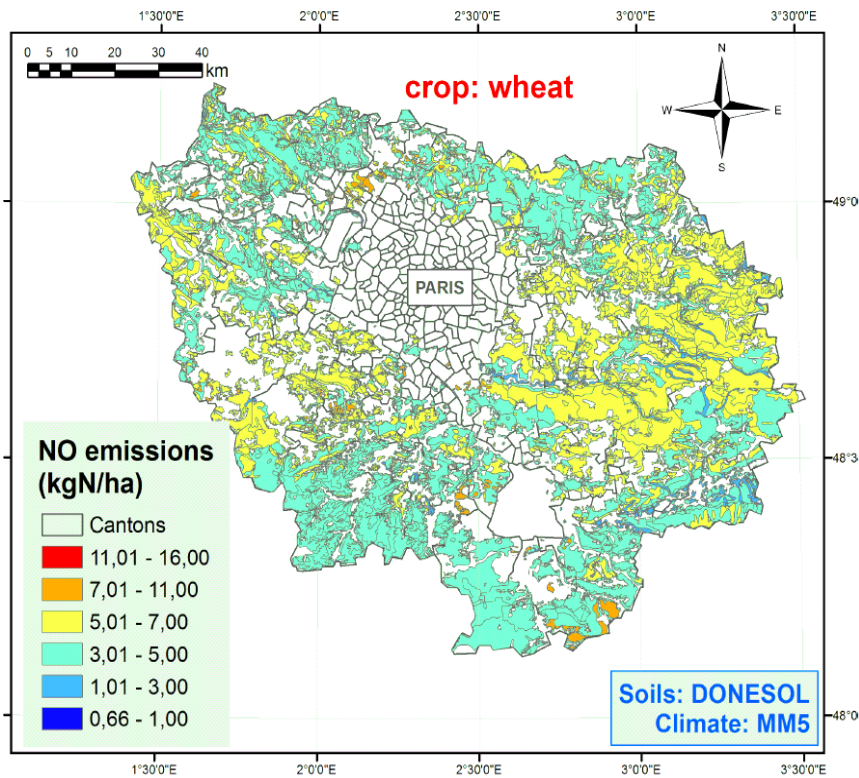 1°30'0"E 2°0'0"E 2°30'0"E 3°0'0"E 3°30'0"E
0 5 10 20 30 40
km
crop: wheat
N
W E
S
49°0
PARIS
48°3
NO emissions
(kgN/ha)
Cantons
11,01 - 16,00
7,01 - 11,00
5,01 - 7,00
3,01 - 5,00
1,01 - 3,00
0,66 - 1,00
Soils: DONESOL
Climate: MM5
48°0
1°30'0"E 2°0'0"E 2°30'0"E 3°0'0"E 3°30'0"E